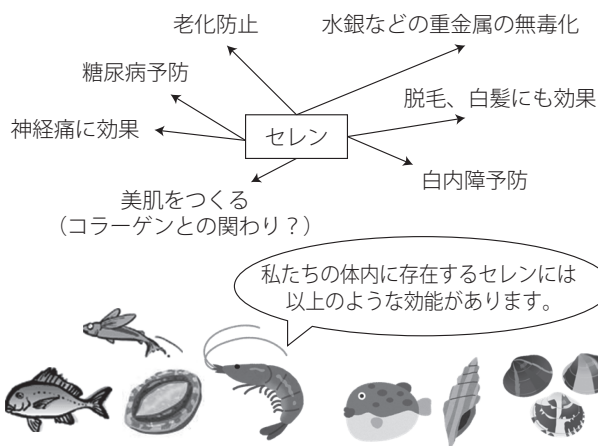 老化防止
水銀などの重金属の無毒化
糖尿病予防
脱毛、白髪にも効果
神経痛に効果
セレン
白内障予防
美肌をつくる
（コラーゲンとの関わり？）
私たちの体内に存在するセレンには
以上のような効能があります。